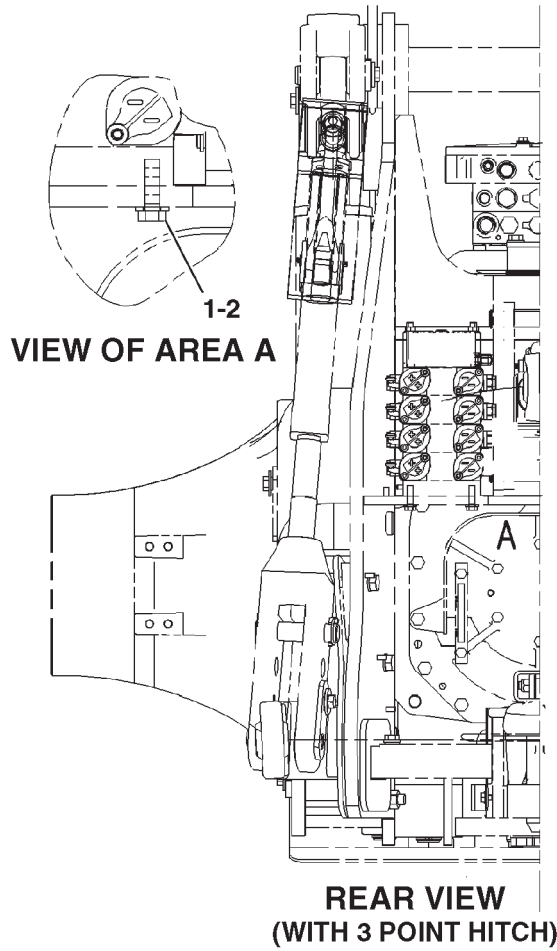 1-2
VIEW OF AREA A
A
REAR VIEW
(WITH 3 POINT HITCH)